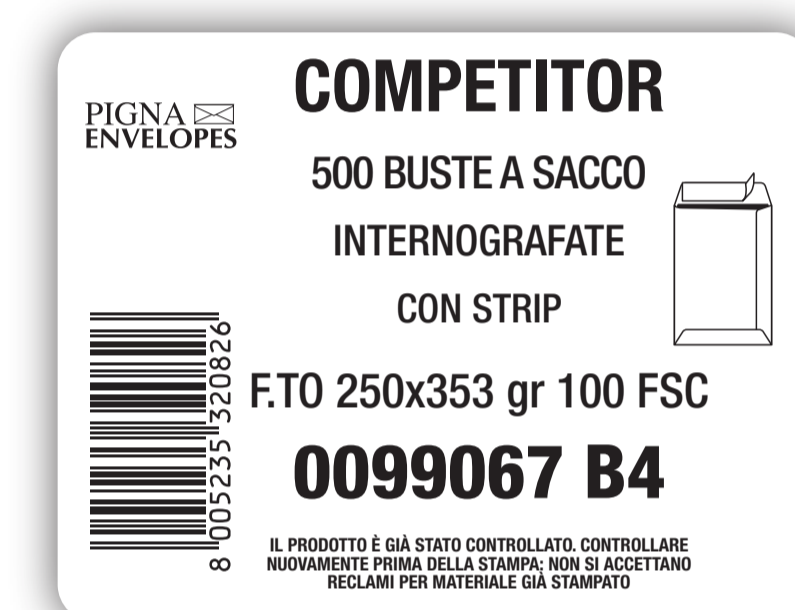 PIGNA
ENVELOPES
COMPETITOR
500 BUSTE A SACCO
INTERNOGRAFATE
CON STRIP
F.TO 250x353 gr 100 FSC
0099067 B4
8 005235 320826
IL PRODOTTO È GIÀ STATO CONTROLLATO. CONTROLLARE
NUOVAMENTE PRIMA DELLA STAMPA: NON SI ACCETTANO
RECLAMI PER MATERIALE GIÀ STAMPATO